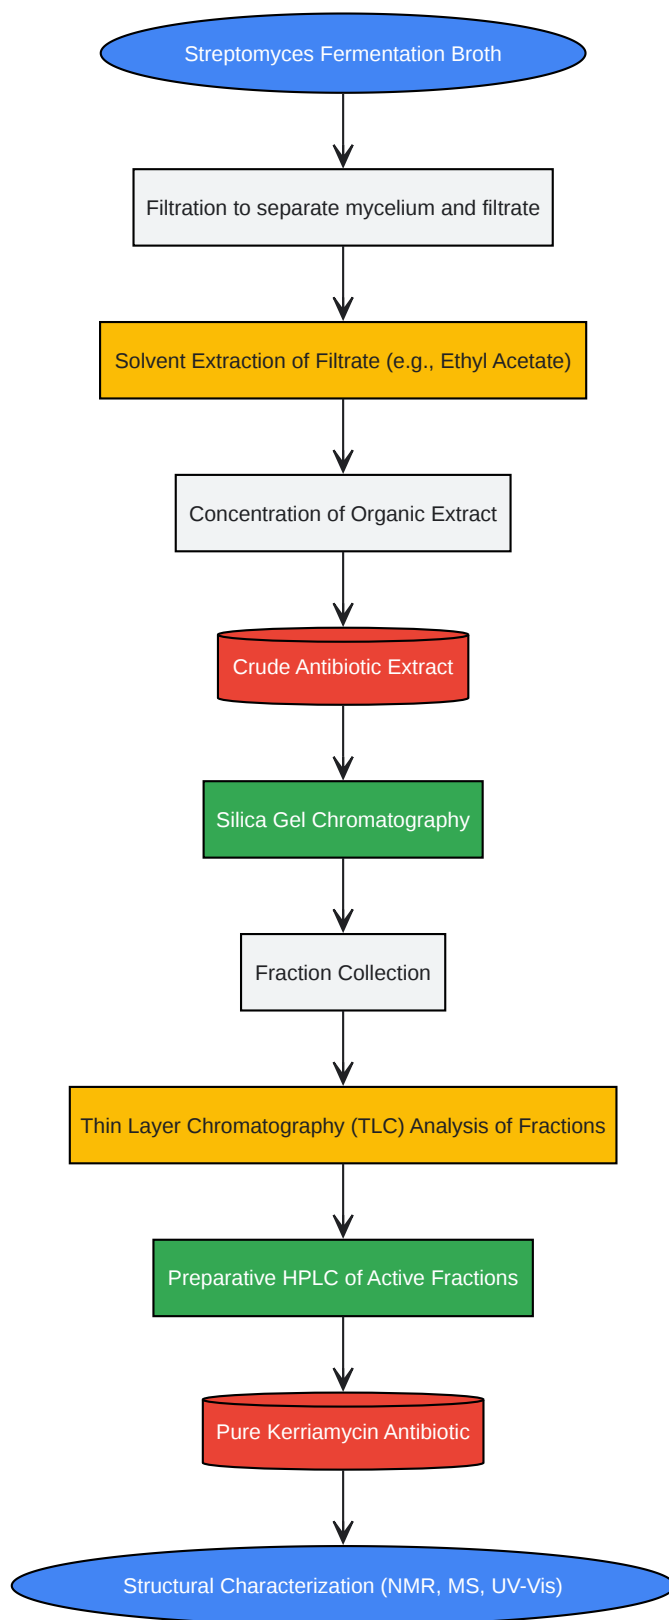 Streptomyces Fermentation Broth
Filtration to separate mycelium and filtrate
Solvent Extraction of Filtrate (e.g., Ethyl Acetate)
Concentration of Organic Extract
Crude Antibiotic Extract
Silica Gel Chromatography
Fraction Collection
Thin Layer Chromatography (TLC) Analysis of Fractions
Preparative HPLC of Active Fractions
Pure Kerriamycin Antibiotic
Structural Characterization (NMR, MS, UV-Vis)